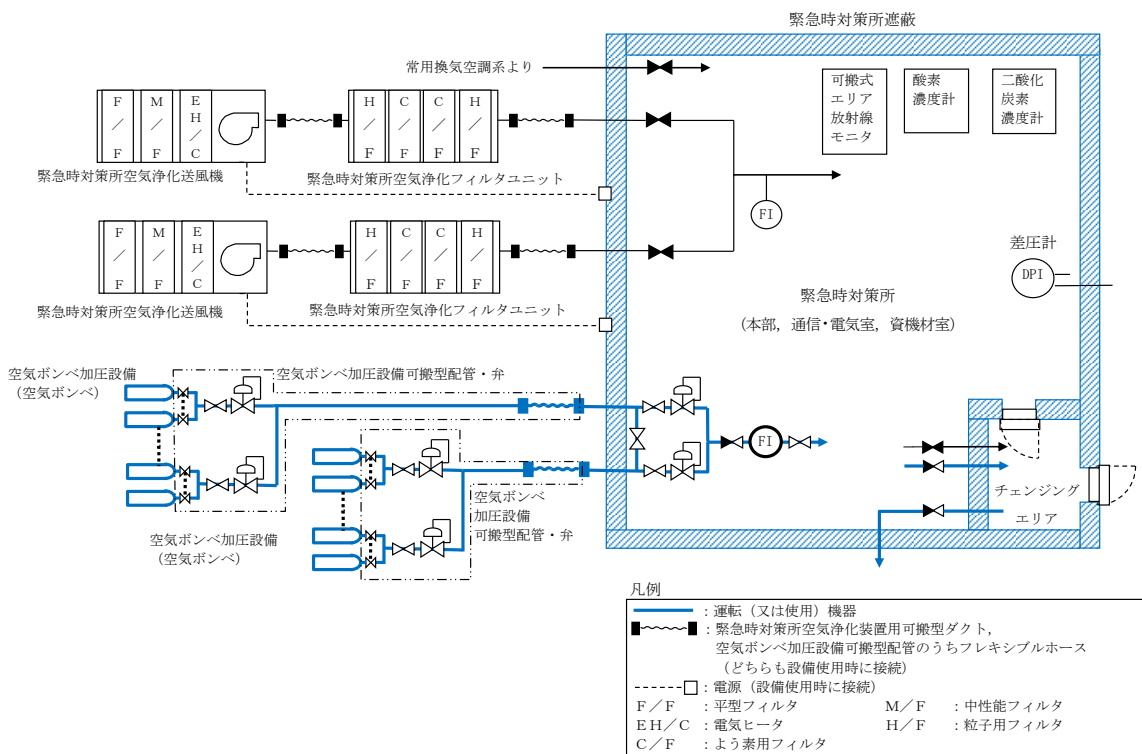 緊急時対策所遮蔽
常用換気空調系より
可搬式
エリア
放射線
モニタ
酸素
濃度計
二酸化
炭素
濃度計
F/F
M/F
EH/C
H/F
C/F
C/F
H/F
緊急時対策所空気浄化送風機
緊急時対策所空気浄化フィルタユニット
FI
F/F
M/F
EH/C
H/F
C/F
C/F
H/F
緊急時対策所空気浄化送風機
緊急時対策所空気浄化フィルタユニット
差圧計
DPI
緊急時対策所
(本部,通信・電気室,資機材室)
空気ボンベ加圧設備
(空気ボンベ)
空気ボンベ加圧設備可搬型配管・弁
FI
空気ボンベ
加圧設備
可搬型配管・弁
空気ボンベ加圧設備
(空気ボンベ)
チェンジング
エリア
凡例
:運転(又は使用)機器
:緊急時対策所空気浄化装置用可搬型ダクト,
空気ボンベ加圧設備可搬型配管のうちフレキシブルホース
(どちらも設備使用時に接続)
:電源(設備使用時に接続)
F/F :平型フィルタ M/F :中性能フィルタ
EH/C :電気ヒータ H/F :粒子用フィルタ
C/F :よう素用フィルタ